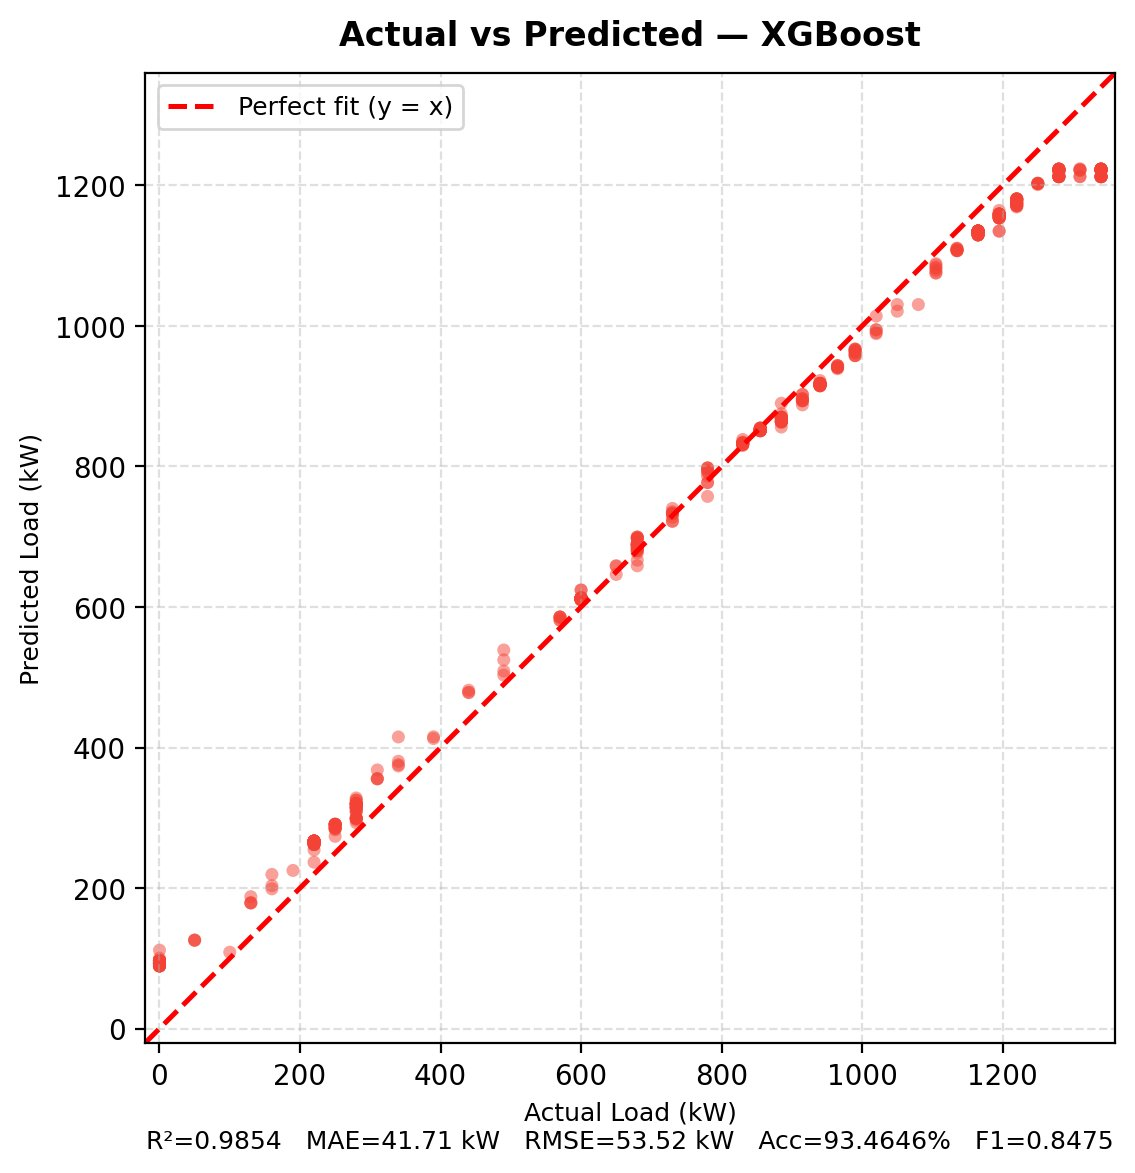 Actual vs Predicted — XGBoost
Perfect fit (y = x)
Predicted Load (kW)
1200
1000
800
600
400
200
0
0 200 400 600 800 1000 1200
Actual Load (kW)
R²=0.9854 MAE=41.71 kW RMSE=53.52 kW Acc=93.4646% F1=0.8475